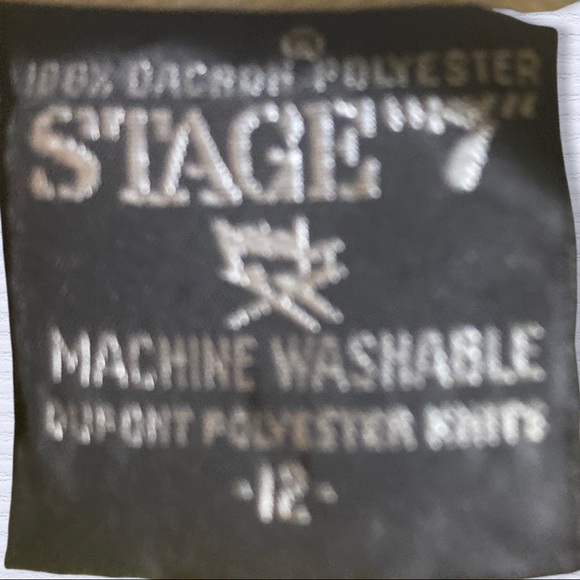 ®
100% DACRON POLYESTER
STAGE "7"
MACHINE WASHABLE
DUPONT POLYESTER KNITS
-12-